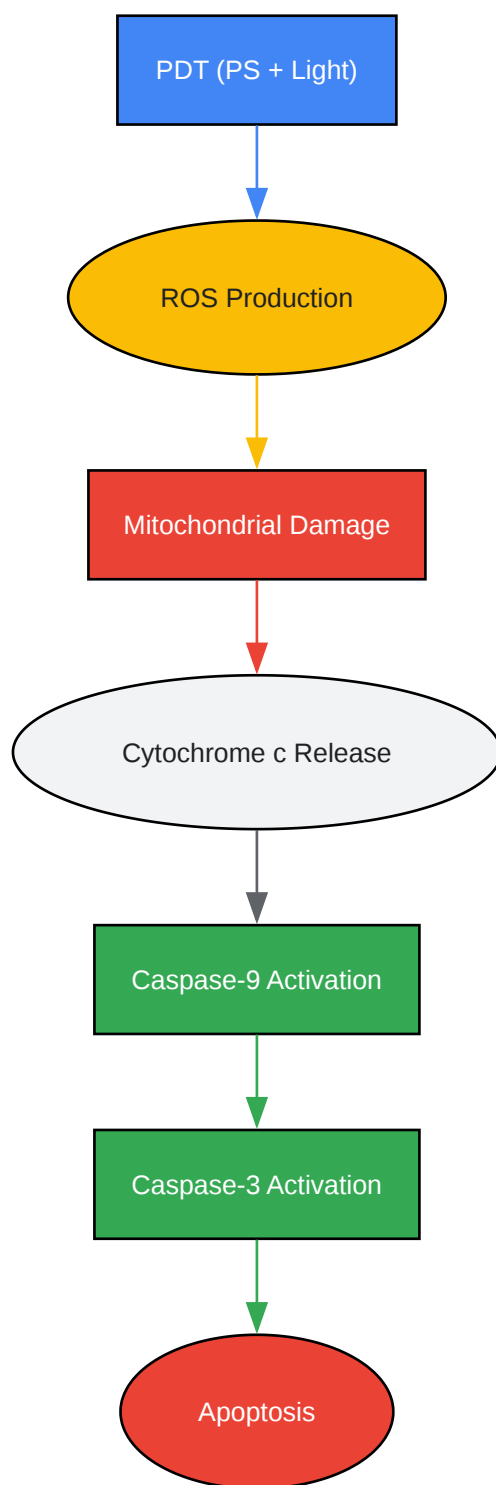 PDT (PS + Light)
ROS Production
Mitochondrial Damage
Cytochrome c Release
Caspase-9 Activation
Caspase-3 Activation
Apoptosis